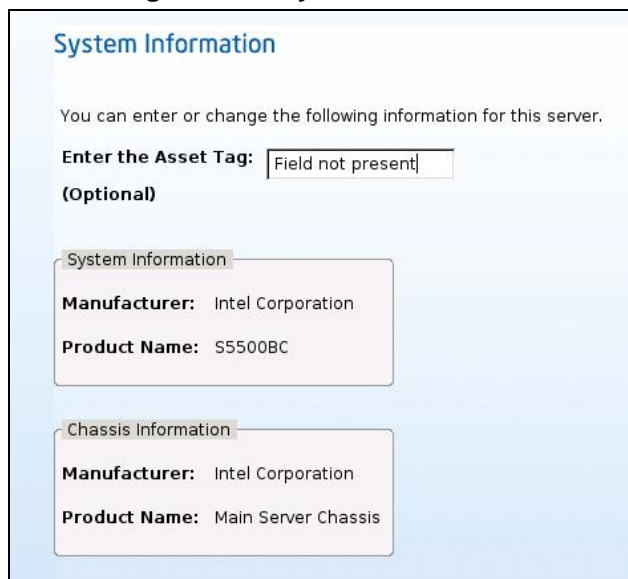 System Information
You can enter or change the following information for this server.
Enter the Asset Tag: Field not present
(Optional)
System Information
Manufacturer: Intel Corporation
Product Name: S5500BC
Chassis Information
Manufacturer: Intel Corporation
Product Name: Main Server Chassis